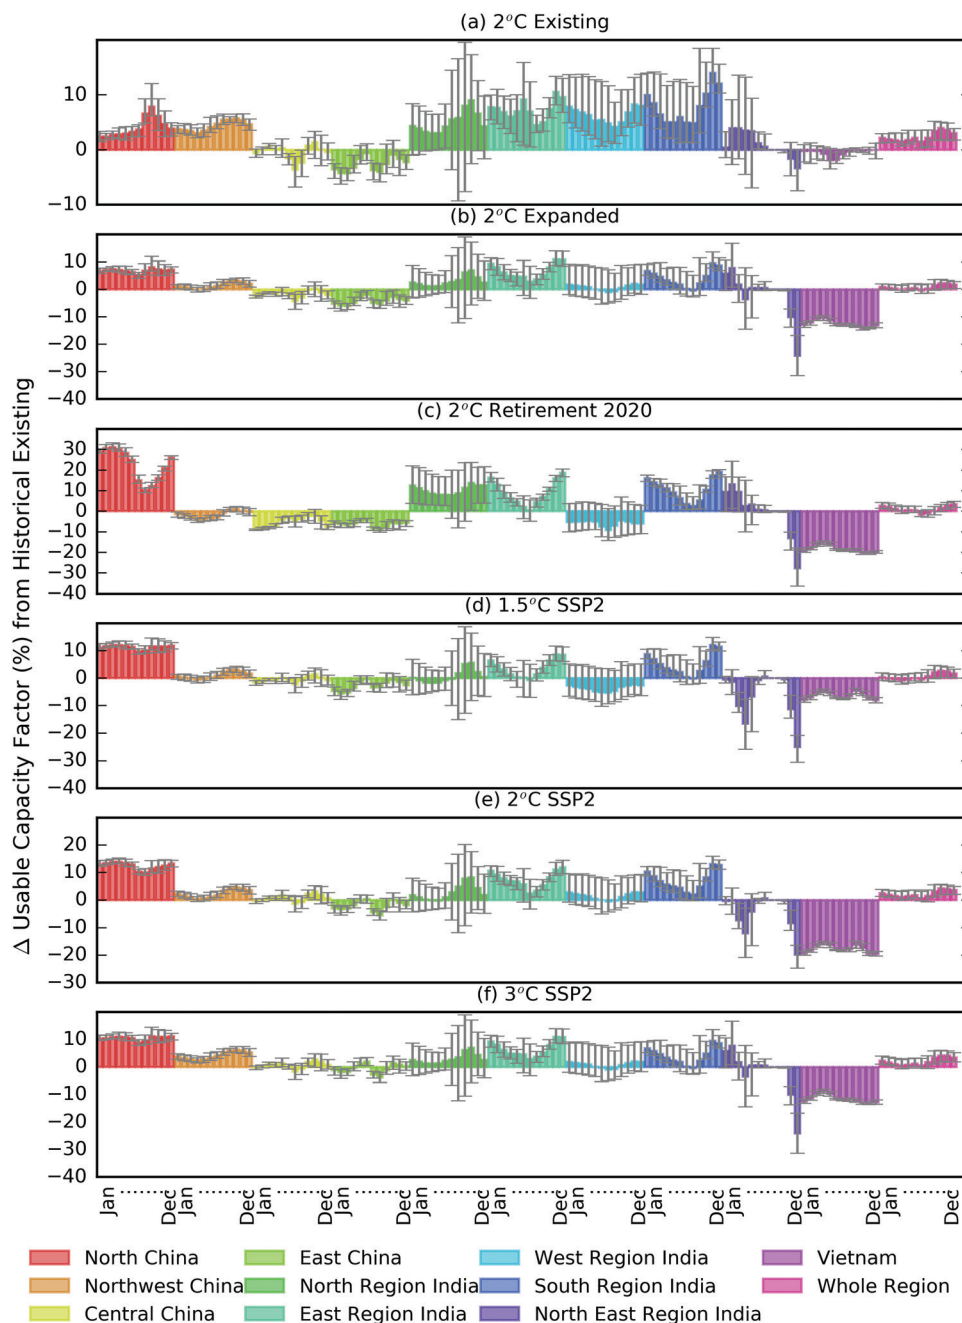 (a) 2°C Existing
10
0
−10
(b) 2°C Expanded
10
0
−10
−20
−30
−40
(c) 2°C Retirement 2020
30
20
10
0
−10
−20
−30
−40
(d) 1.5°C SSP2
10
0
−10
−20
−30
−40
(e) 2°C SSP2
20
10
0
−10
−20
−30
(f) 3°C SSP2
10
0
−10
−20
−30
−40
Δ Usable Capacity Factor (%) from Historical Existing
Jan ........ Dec
Jan ........ Dec
Jan ........ Dec
Jan ........ Dec
Jan ........ Dec
Jan ........ Dec
Jan ........ Dec
Jan ........ Dec
Jan ........ Dec
Jan ........ Dec
Jan ........ Dec
North China East China West Region India Vietnam
Northwest China North Region India South Region India Whole Region
Central China East Region India North East Region India